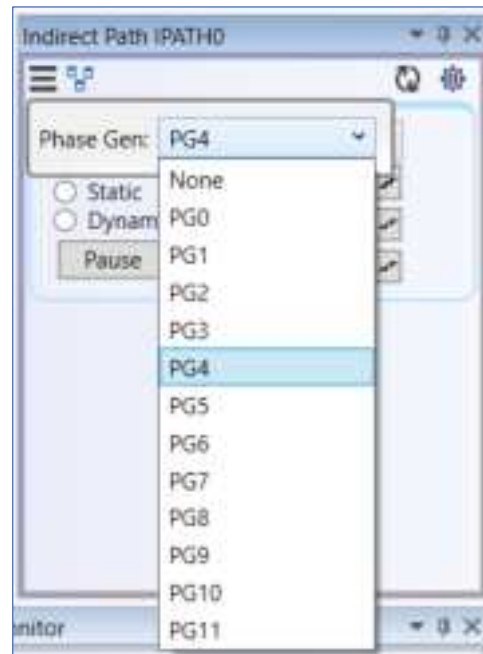 Indirect Path IPATH0
Phase Gen: PG4
None
Static
PG0
Dynam
PG1
Pause
PG2
PG3
PG4
PG5
PG6
PG7
PG8
PG9
PG10
PG11
nitor